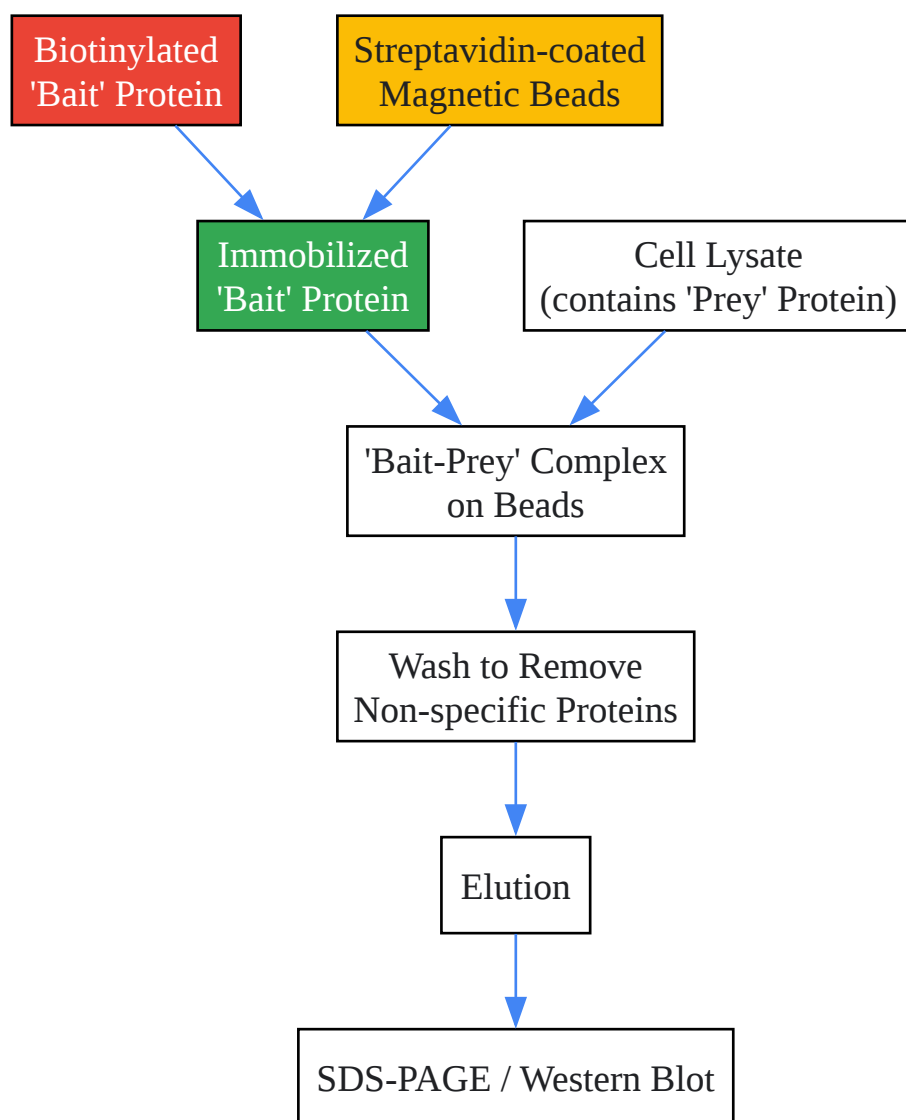 Biotinylated
'Bait' Protein
Streptavidin-coated
Magnetic Beads
Immobilized
'Bait' Protein
Cell Lysate
(contains 'Prey' Protein)
'Bait-Prey' Complex
on Beads
Wash to Remove
Non-specific Proteins
Elution
SDS-PAGE / Western Blot